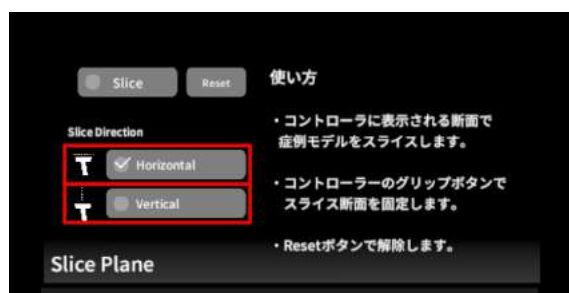 Slice
Reset
Slice Direction
Horizontal
Vertical
使い方
・コントローラに表示される断面で
症例モデルをスライスします。
・コントローラーのグリップボタンで
スライス断面を固定します。
・Resetボタンで解除します。
Slice Plane